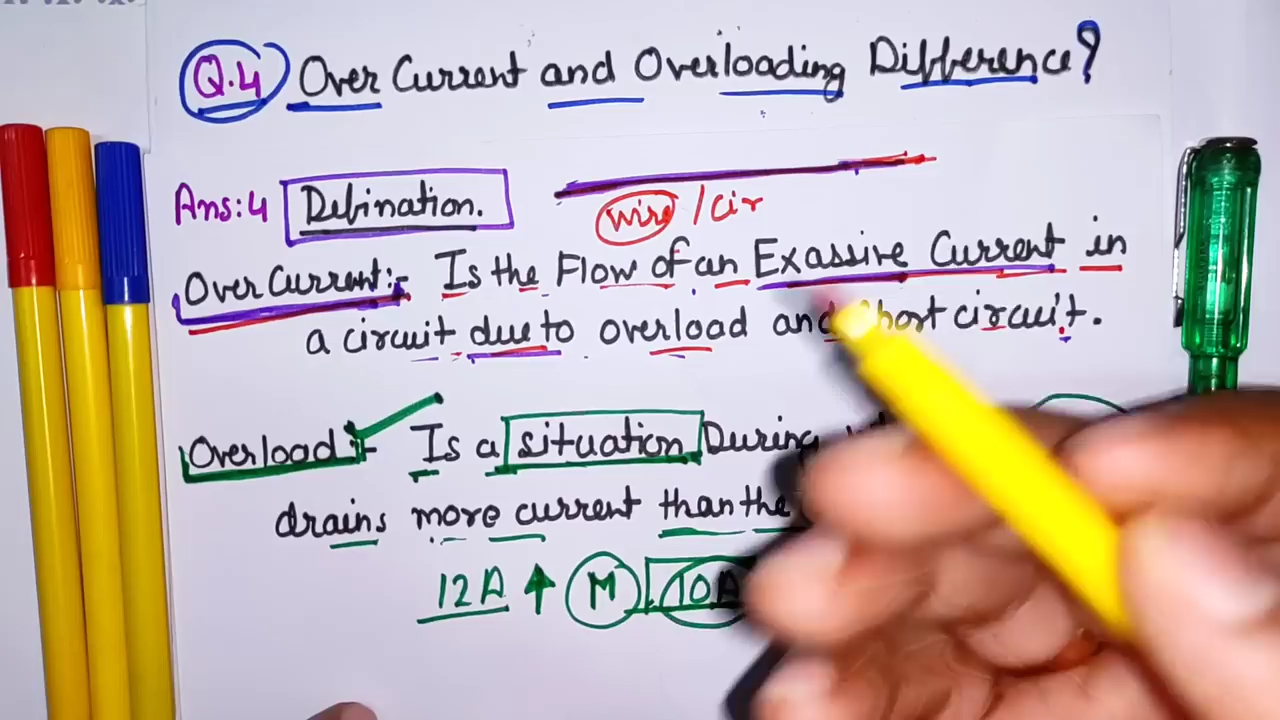 Q.4 Over Current and Overloading Difference?
Ans:4 Defination.
wire / cir
Over Current:- Is the Flow of an Exassive Current in
a circuit due to overload and short circuit.
Overload:- Is a situation During
drains more current than the
12A ↑ M 10A